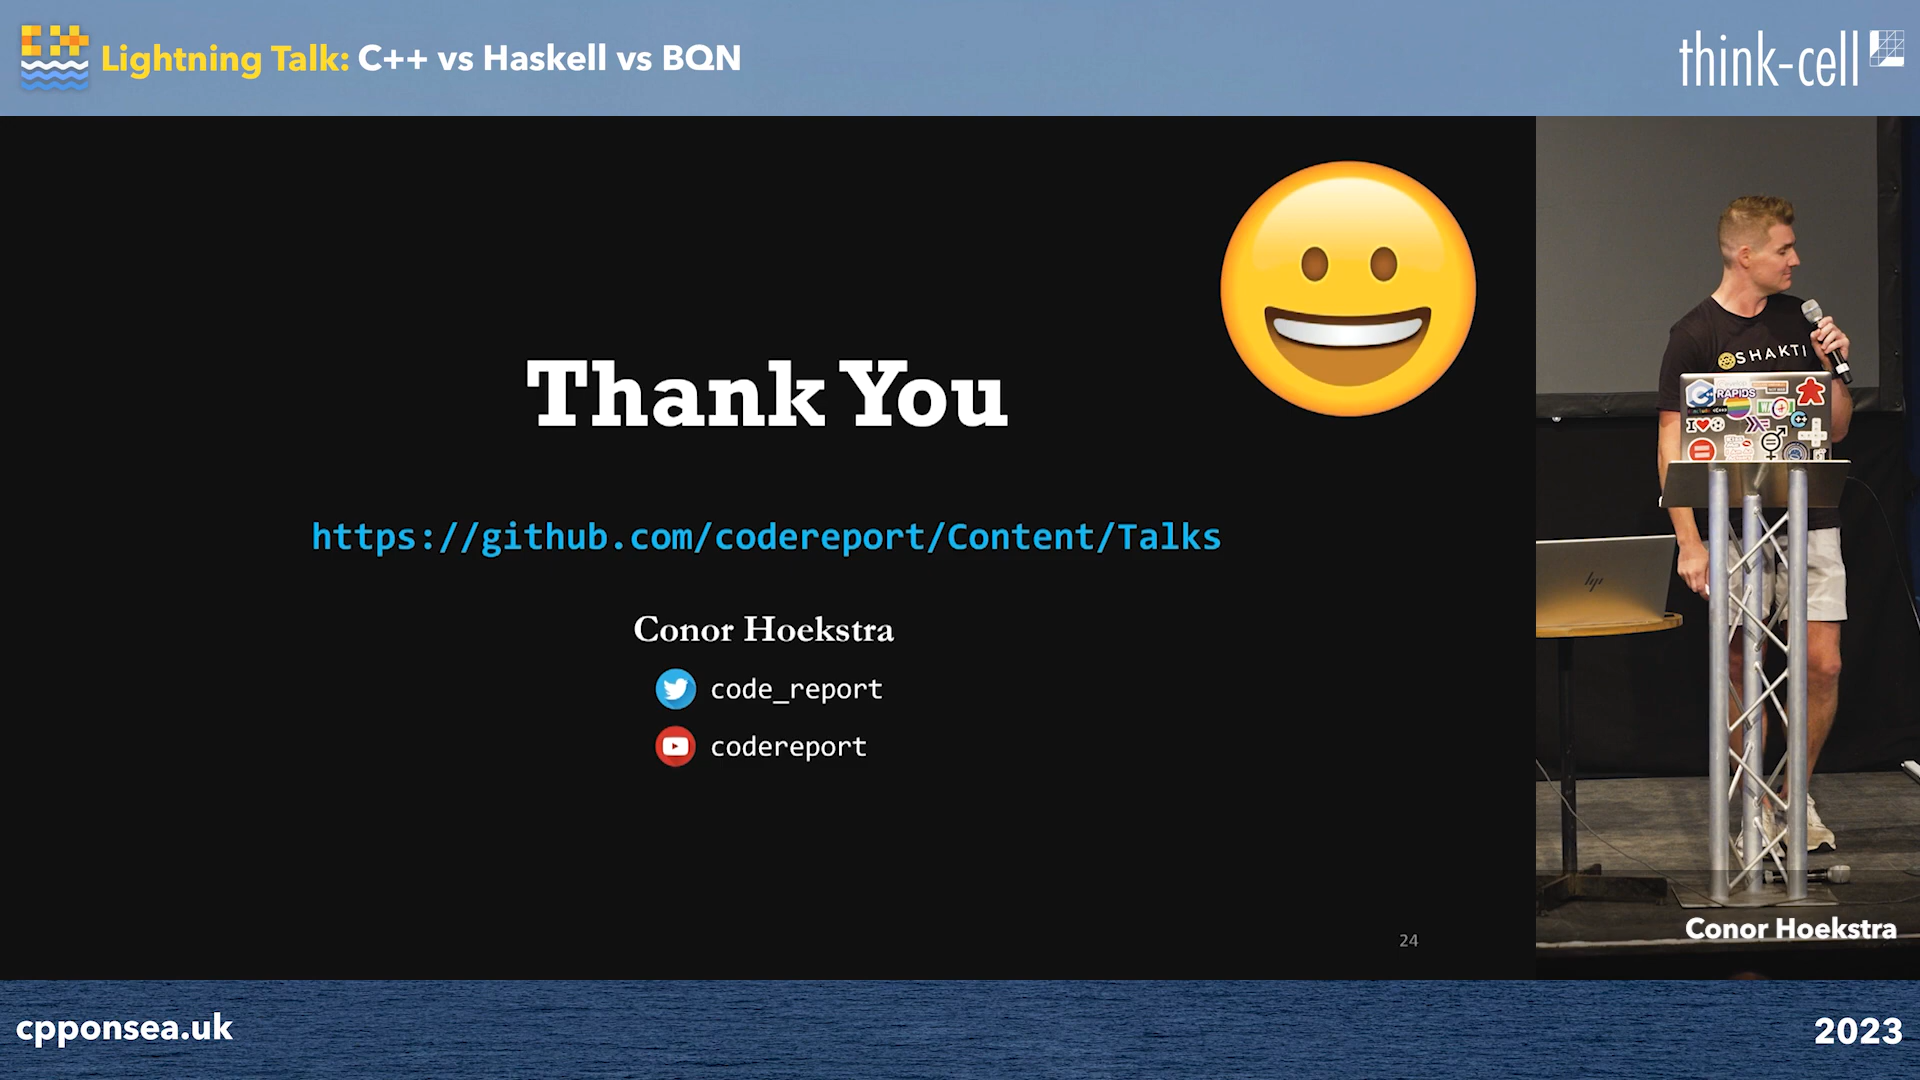 Lightning Talk: C++ vs Haskell vs BQN
think-cell
Thank You
https://github.com/codereport/Content/Talks
Conor Hoekstra
code_report
codereport
24
SHAKTI
RAPIDS
I
hp
Conor Hoekstra
cpponsea.uk
2023